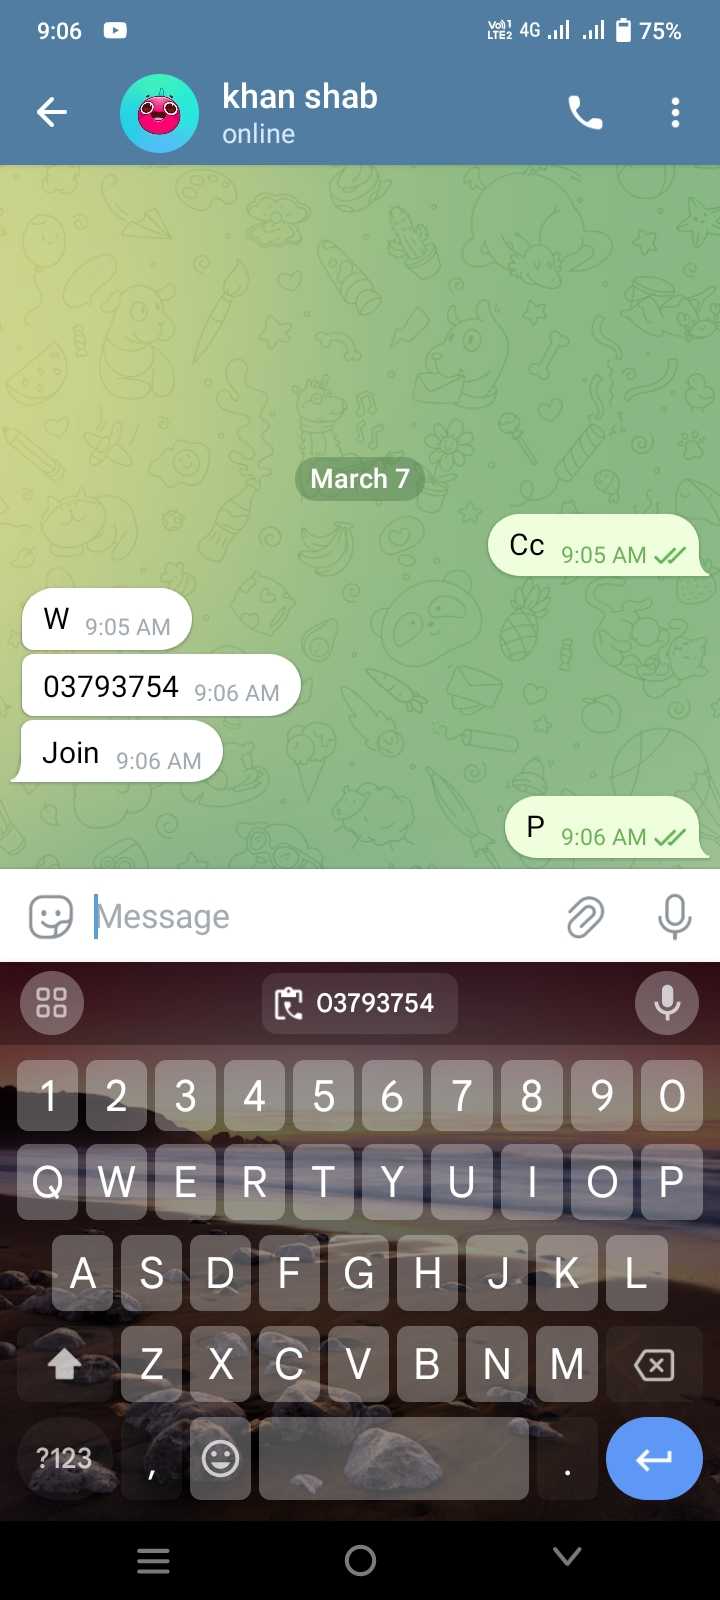 9:06 Vo)) 1 LTE2 4G 75%
khan shab
online
March 7
Cc 9:05 AM
W 9:05 AM
03793754 9:06 AM
Join 9:06 AM
P 9:06 AM
Message
03793754
1 2 3 4 5 6 7 8 9 0
Q W E R T Y U I O P
A S D F G H J K L
Z X C V B N M
?123 , .